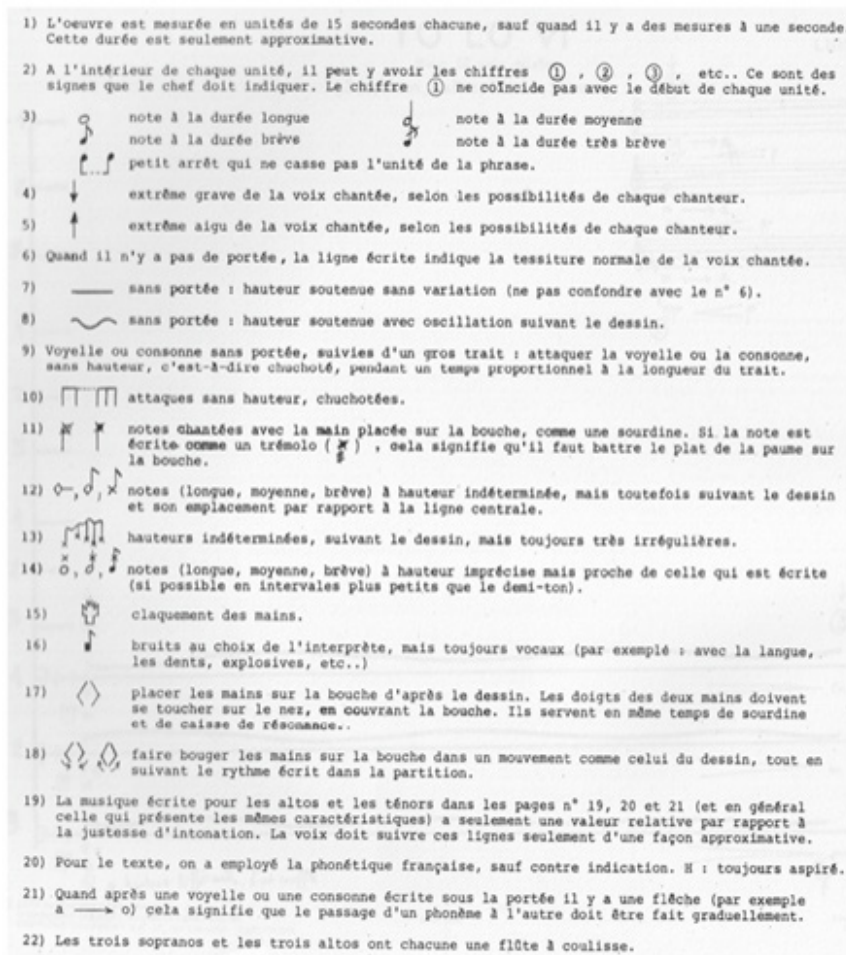 1) L'oeuvre est mesurée en unités de 15 secondes chacune, sauf quand il y a des mesures à une seconde
Cette durée est seulement approximative.
2) A l'intérieur de chaque unité, il peut y avoir les chiffres ① , ② , ③ , etc.. Ce sont des
signes que le chef doit indiquer. Le chiffre ① ne coïncide pas avec le début de chaque unité.
3) note à la durée longue note à la durée moyenne
note à la durée brève note à la durée très brève
petit arrêt qui ne casse pas l'unité de la phrase.
4) extrême grave de la voix chantée, selon les possibilités de chaque chanteur.
5) extrême aigu de la voix chantée, selon les possibilités de chaque chanteur.
6) Quand il n'y a pas de portée, la ligne écrite indique la tessiture normale de la voix chantée.
7) sans portée : hauteur soutenue sans variation (ne pas confondre avec le n° 6).
8) sans portée : hauteur soutenue avec oscillation suivant le dessin.
9) Voyelle ou consonne sans portée, suivies d'un gros trait : attaquer la voyelle ou la consonne,
sans hauteur, c'est-à-dire chuchoté, pendant un temps proportionnel à la longueur du trait.
10) attaques sans hauteur, chuchotées.
11) notes chantées avec la main placée sur la bouche, comme une sourdine. Si la note est
écrite comme un trémolo ( ) , cela signifie qu'il faut battre le plat de la paume sur
la bouche.
12) notes (longue, moyenne, brève) à hauteur indéterminée, mais toutefois suivant le dessin
et son emplacement par rapport à la ligne centrale.
13) hauteurs indéterminées, suivant le dessin, mais toujours très irrégulières.
14) notes (longue, moyenne, brève) à hauteur imprécise mais proche de celle qui est écrite
(si possible en intervales plus petits que le demi-ton).
15) claquement des mains.
16) bruits au choix de l'interprète, mais toujours vocaux (par exemple : avec la langue,
les dents, explosives, etc..)
17) placer les mains sur la bouche d'après le dessin. Les doigts des deux mains doivent
se toucher sur le nez, en couvrant la bouche. Ils servent en même temps de sourdine
et de caisse de résonance..
18) faire bouger les mains sur la bouche dans un mouvement comme celui du dessin, tout en
suivant le rythme écrit dans la partition.
19) La musique écrite pour les altos et les ténors dans les pages n° 19, 20 et 21 (et en général
celle qui présente les mêmes caractéristiques) a seulement une valeur relative par rapport à
la justesse d'intonation. La voix doit suivre ces lignes seulement d'une façon approximative.
20) Pour le texte, on a employé la phonétique française, sauf contre indication. H : toujours aspiré.
21) Quand après une voyelle ou une consonne écrite sous la portée il y a une flêche (par exemple
a ⟶ o) cela signifie que le passage d'un phonème à l'autre doit être fait graduellement.
22) Les trois sopranos et les trois altos ont chacune une flûte à coulisse.